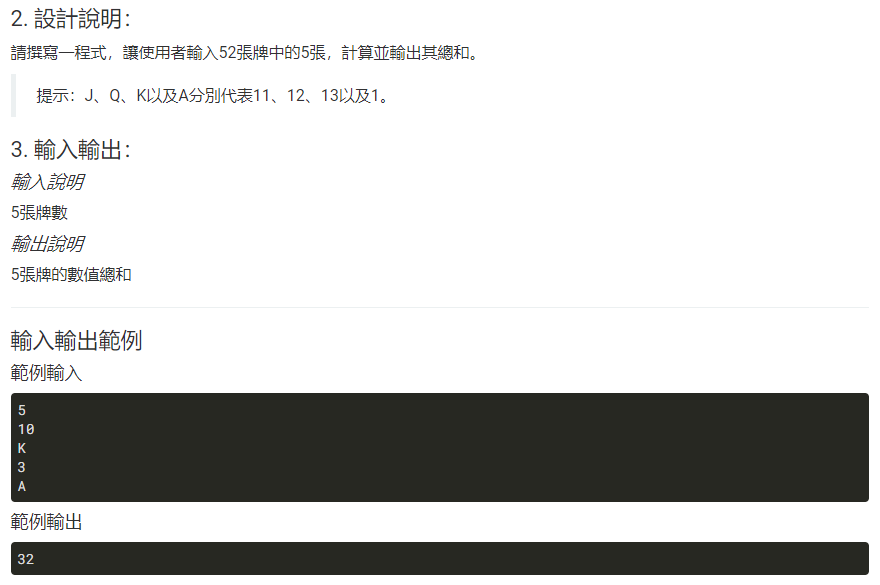 2. 設計說明：
請撰寫一程式，讓使用者輸入52張牌中的5張，計算並輸出其總和。
提示：J、Q、K以及A分別代表11、12、13以及1。
3. 輸入輸出：
輸入說明
5張牌數
輸出說明
5張牌的數值總和
輸入輸出範例
範例輸入
5
10
K
3
A
範例輸出
32